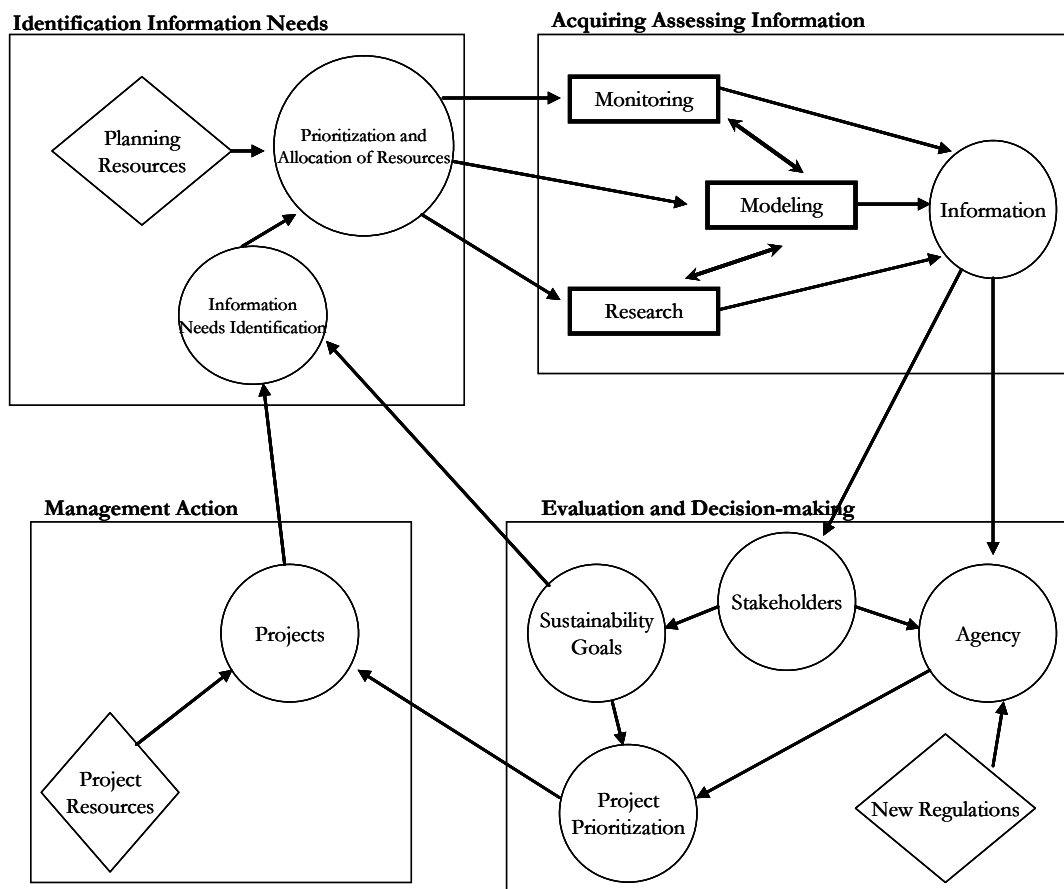 Identification Information Needs
Planning
Resources
Prioritization and
Allocation of Resources
Information
Needs Identification
Acquiring Assessing Information
Monitoring
Modeling
Information
Research
Management Action
Projects
Project
Resources
Evaluation and Decision-making
Sustainability
Goals
Stakeholders
Agency
Project
Prioritization
New Regulations